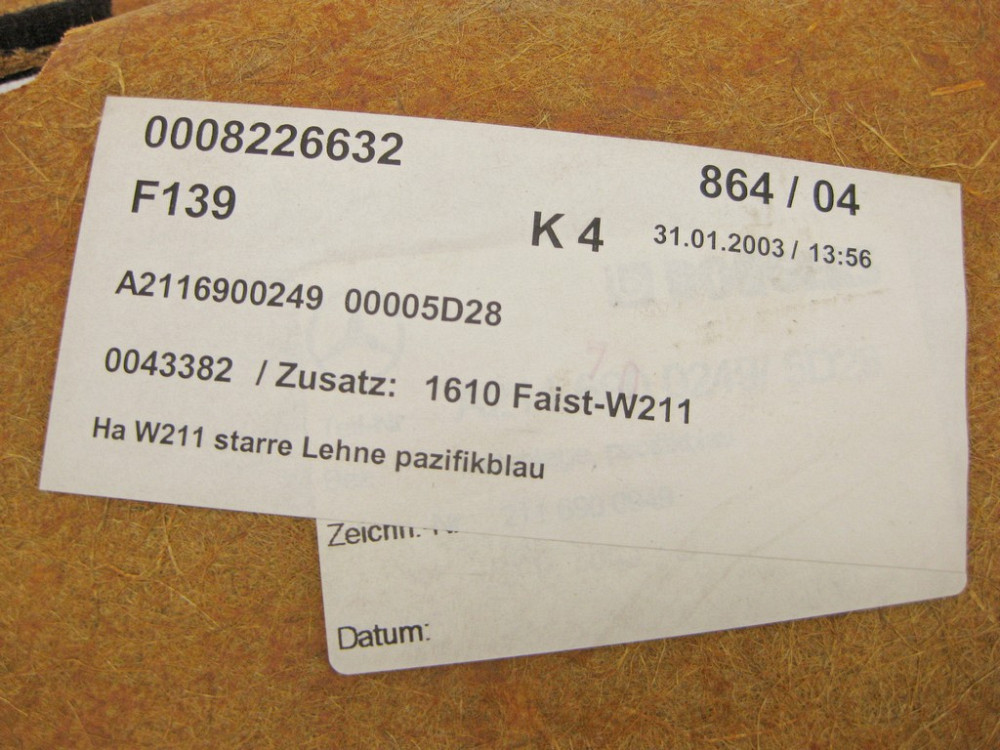 0008226632
864 / 04
F139
K 4
31.01.2003 / 13:56
A2116900249 00005D28
0043382 / Zusatz: 1610 Faist-W211
Ha W211 starre Lehne pazifikblau
Zeichn.
Datum: